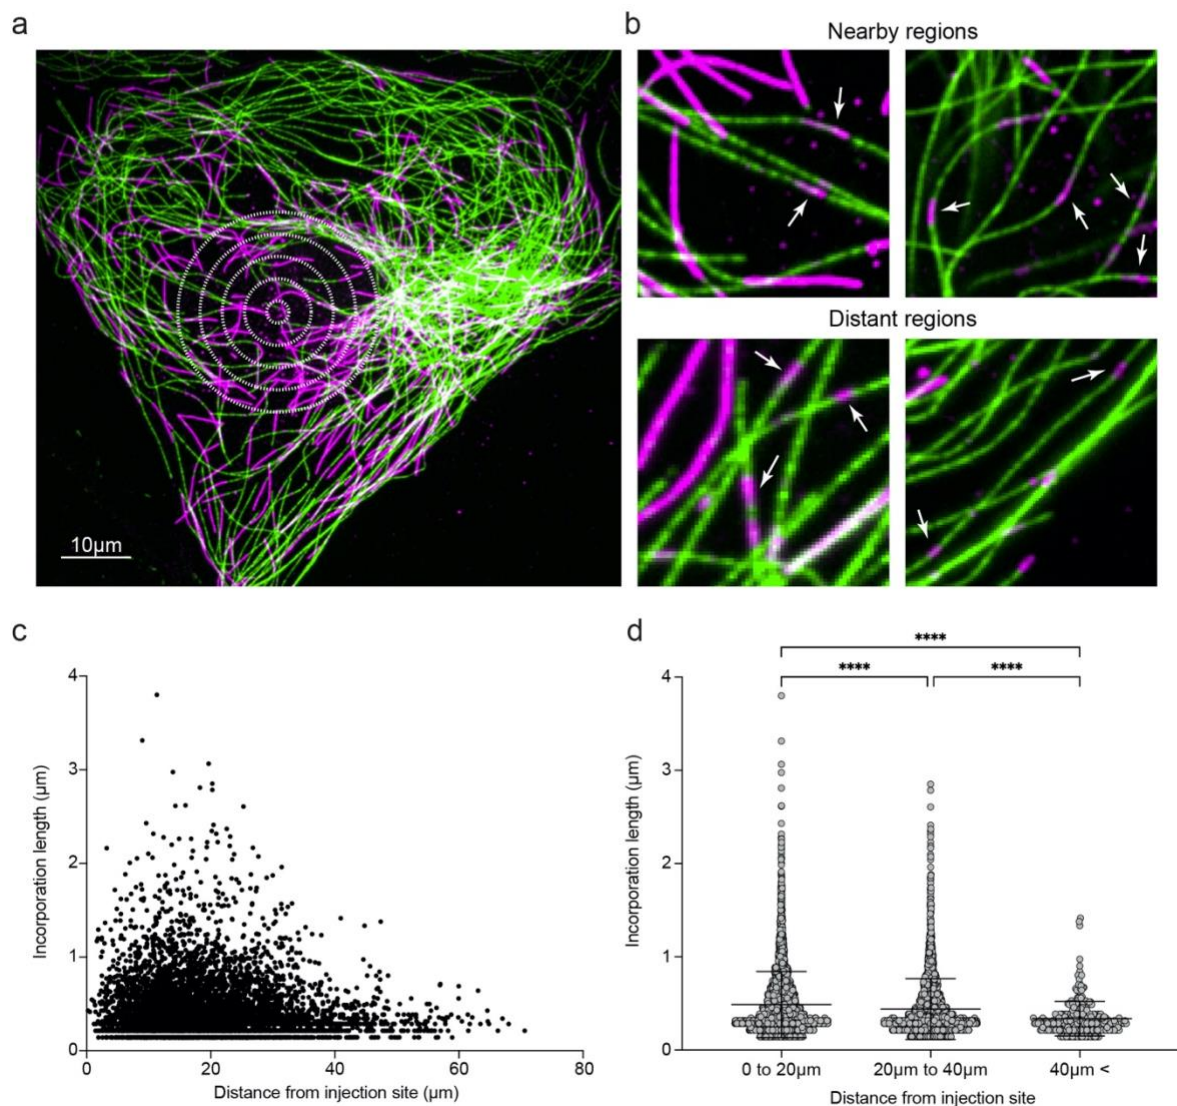 a
10µm
b
Nearby regions
Distant regions
c
Incorporation length (µm)
4
3
2
1
0
0 20 40 60 80
Distance from injection site (µm)
d
****
**** ****
Incorporation length (µm)
4
3
2
1
0
0 to 20µm 20µm to 40µm 40µm <
Distance from injection site